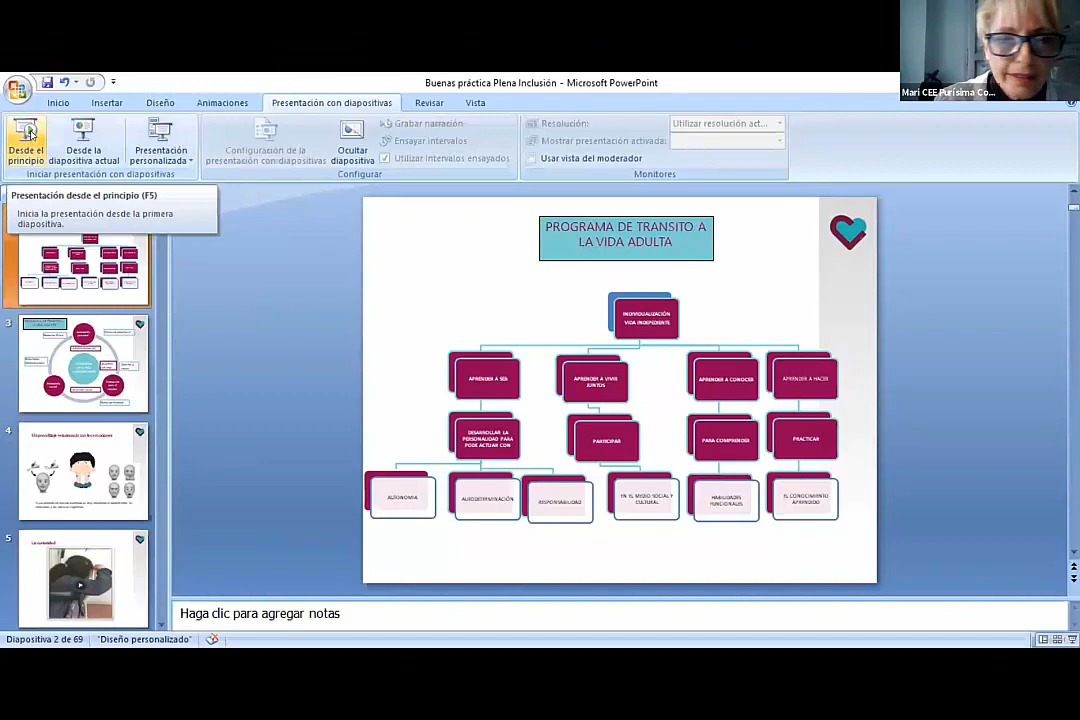 Mari CEE Purísima Co...
Buenas práctica Plena Inclusión - Microsoft PowerPoint
Inicio
Insertar
Diseño
Animaciones
Presentación con diapositivas
Revisar
Vista
Desde el
principio
Desde la
diapositiva actual
Presentación
personalizada
Iniciar presentación con diapositivas
Configuración de la
presentación con diapositivas
Ocultar
diapositiva
Grabar narración
Ensayar intervalos
Utilizar intervalos ensayados
Configurar
Resolución:
Utilizar resolución act...
Mostrar presentación activada:
Usar vista del moderador
Monitores
Presentación desde el principio (F5)
Inicia la presentación desde la primera
diapositiva.
3
4
5
La curiosidad
PROGRAMA DE TRANSITO A
LA VIDA ADULTA
INDIVIDUALIZACIÓN
VIDA INDEPEDIENTE
APRENDER A SER
APRENDER A VIVIR
JUNTOS
APRENDER A CONOCER
APRENDER A HACER
DESARROLLAR LA
PERSONALIDAD PARA
PODE ACTUAR CON
PARTICIPAR
PARA COMPRENDER
PRACTICAR
AUTONOMIA
AUTODETERMINACIÓN
RESPONSABILIDAD
EN EL MEDIO SOCIAL Y
CULTURAL
HABILIDADES
FUNCIONALES
EL CONOCIMIENTO
APRENDIDO
Haga clic para agregar notas
Diapositiva 2 de 69
"Diseño personalizado"